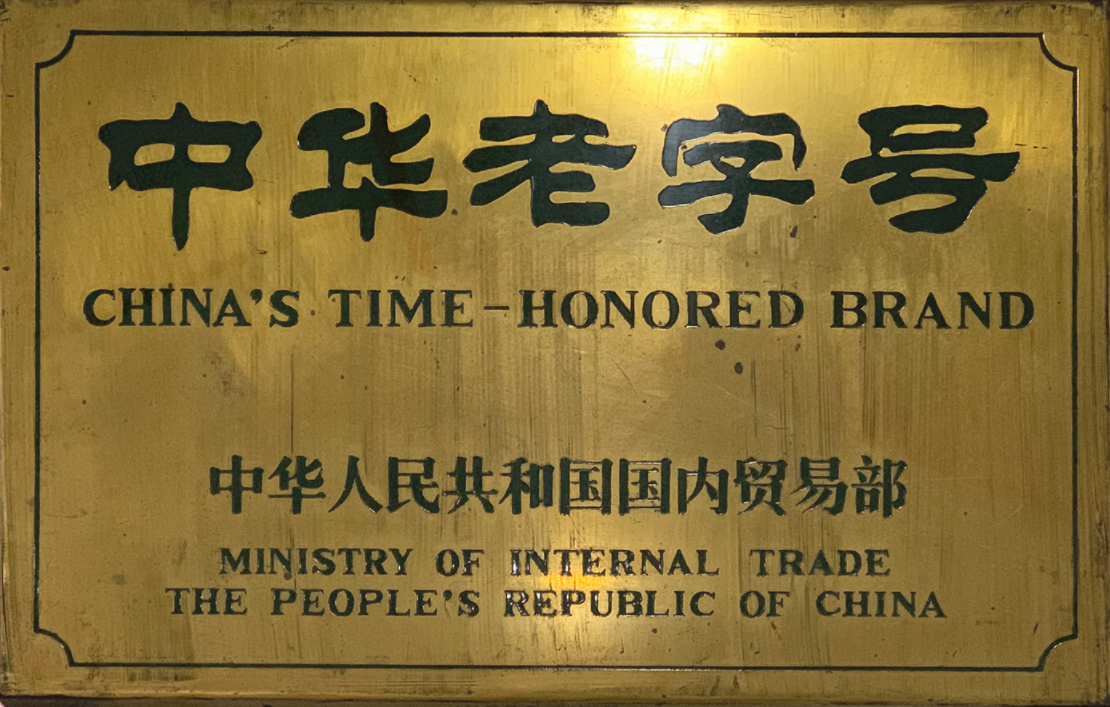 中华老字号
CHINA'S TIME-HONORED BRAND
中华人民共和国国内贸易部
MINISTRY OF INTERNAL TRADE
THE PEOPLE'S REPUBLIC OF CHINA